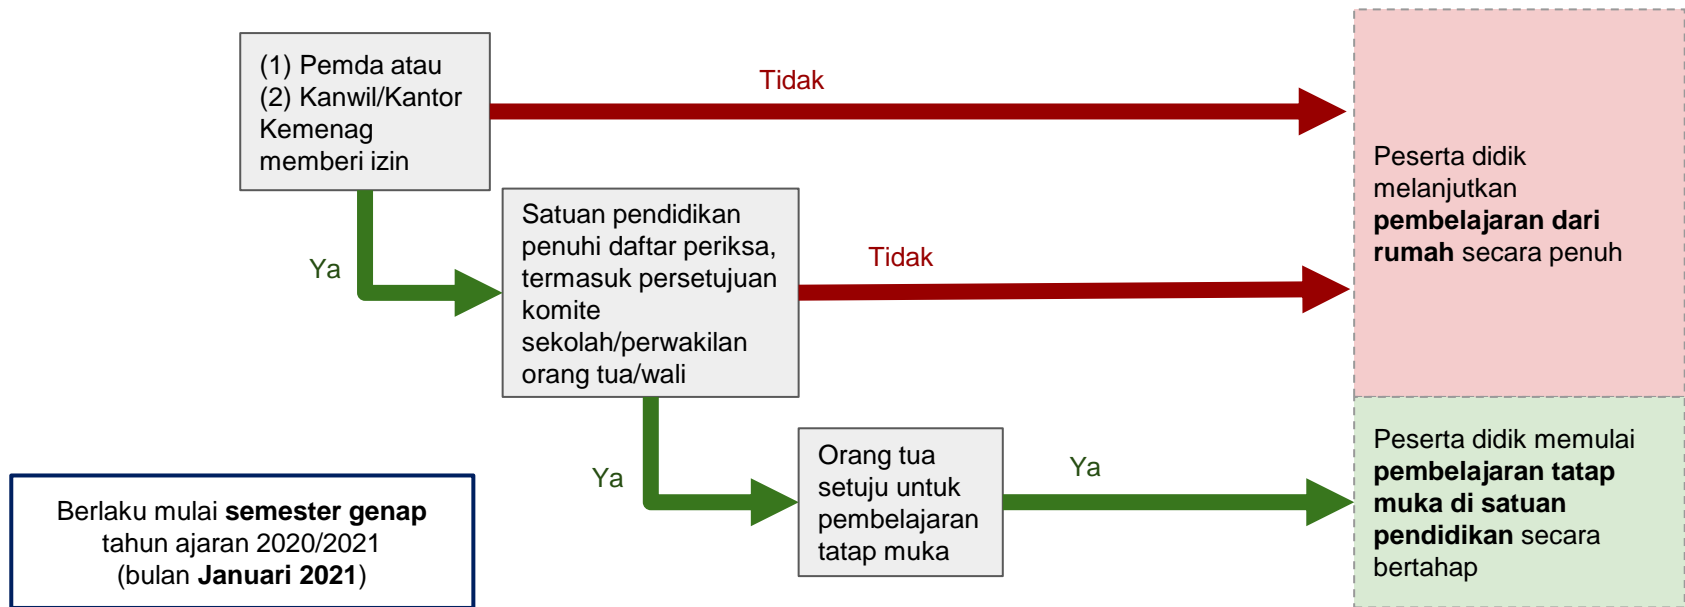 (1) Pemda atau
(2) Kanwil/Kantor
Kemenag
memberi izin
Tidak
Ya
Satuan pendidikan
penuhi daftar periksa,
termasuk persetujuan
komite
sekolah/perwakilan
orang tua/wali
Tidak
Peserta didik
melanjutkan
pembelajaran dari
rumah secara penuh
Ya
Orang tua
setuju untuk
pembelajaran
tatap muka
Ya
Peserta didik memulai
pembelajaran tatap
muka di satuan
pendidikan secara
bertahap
Berlaku mulai semester genap
tahun ajaran 2020/2021
(bulan Januari 2021)